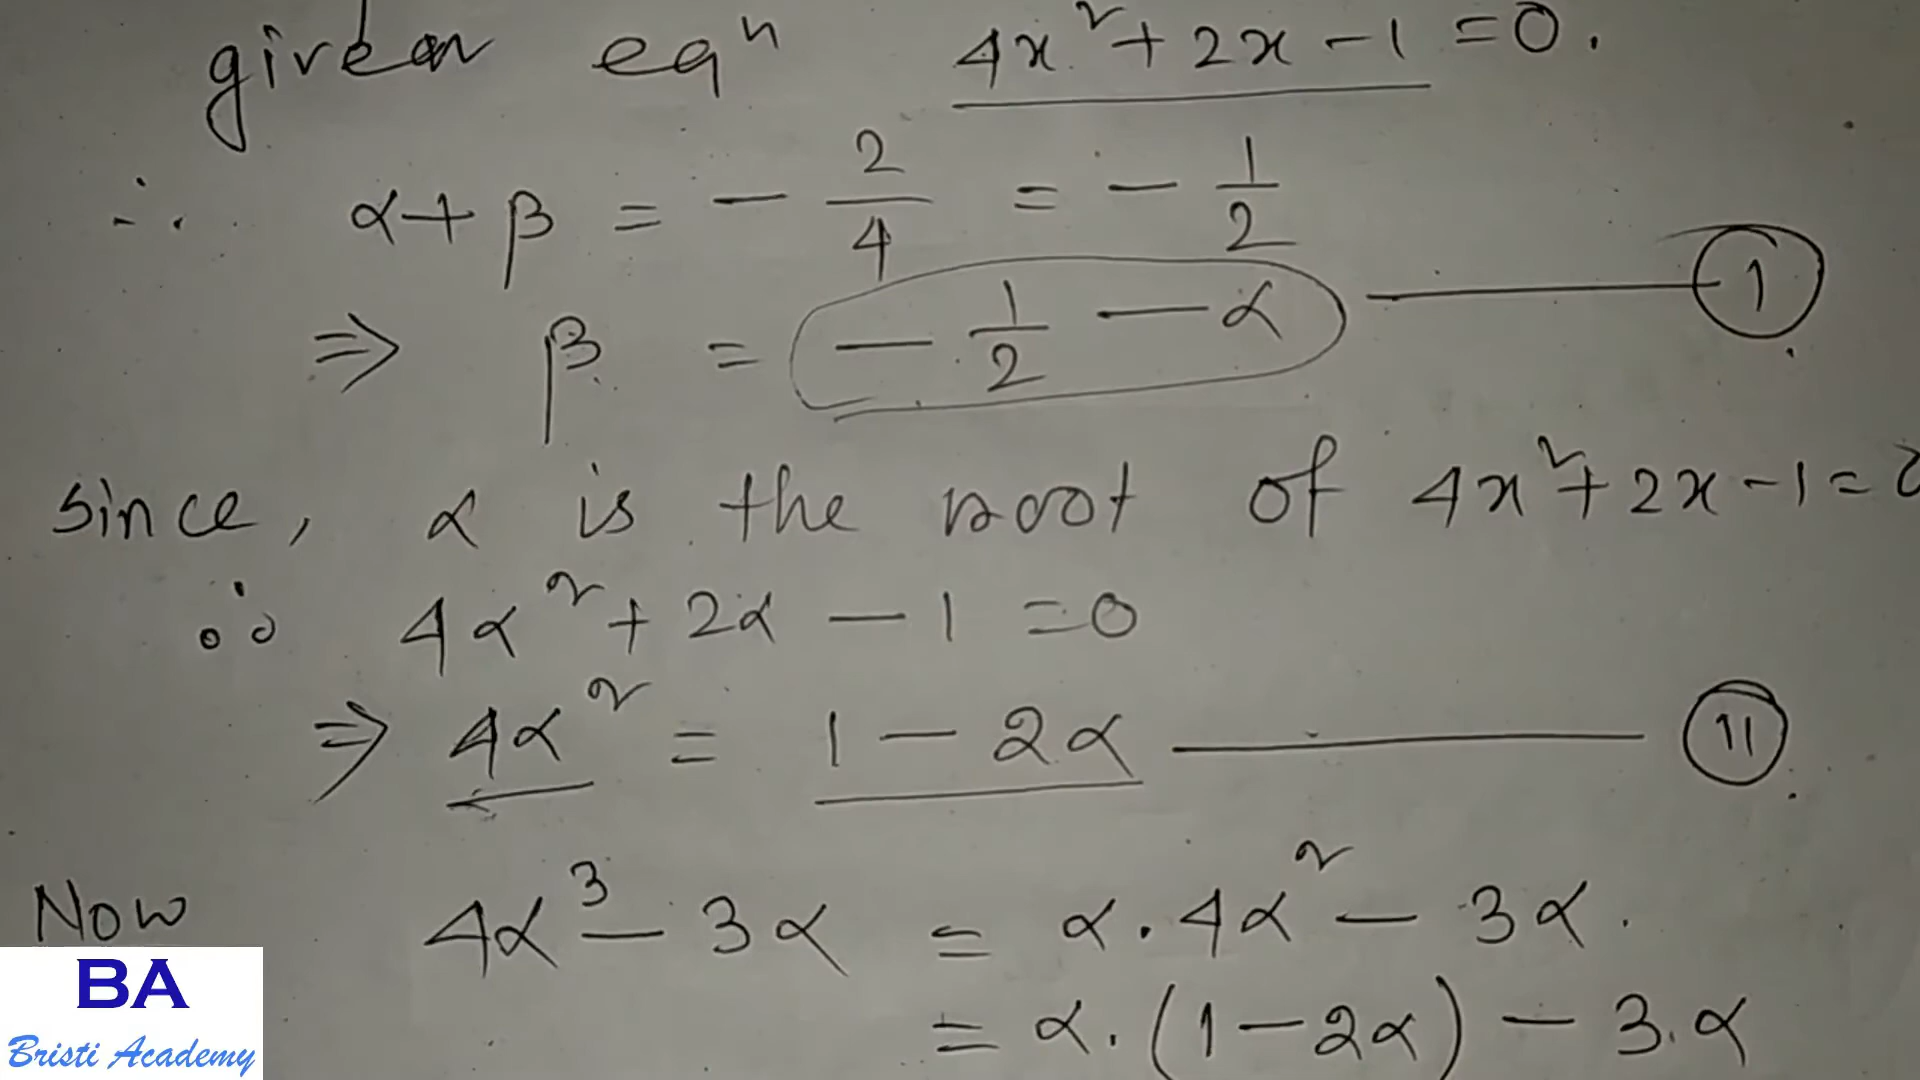 given eqⁿ 4x² + 2x - 1 = 0.
∴ α + β = - 2/4 = - 1/2
⇒ β = - 1/2 - α —— ①
Since, α is the root of 4x² + 2x - 1 = 0
∴ 4α² + 2α - 1 = 0
⇒ 4α² = 1 - 2α —— ⑪
Now 4α³ - 3α = α . 4α² - 3α .
= α . (1 - 2α) - 3.α
BA
Bristi Academy